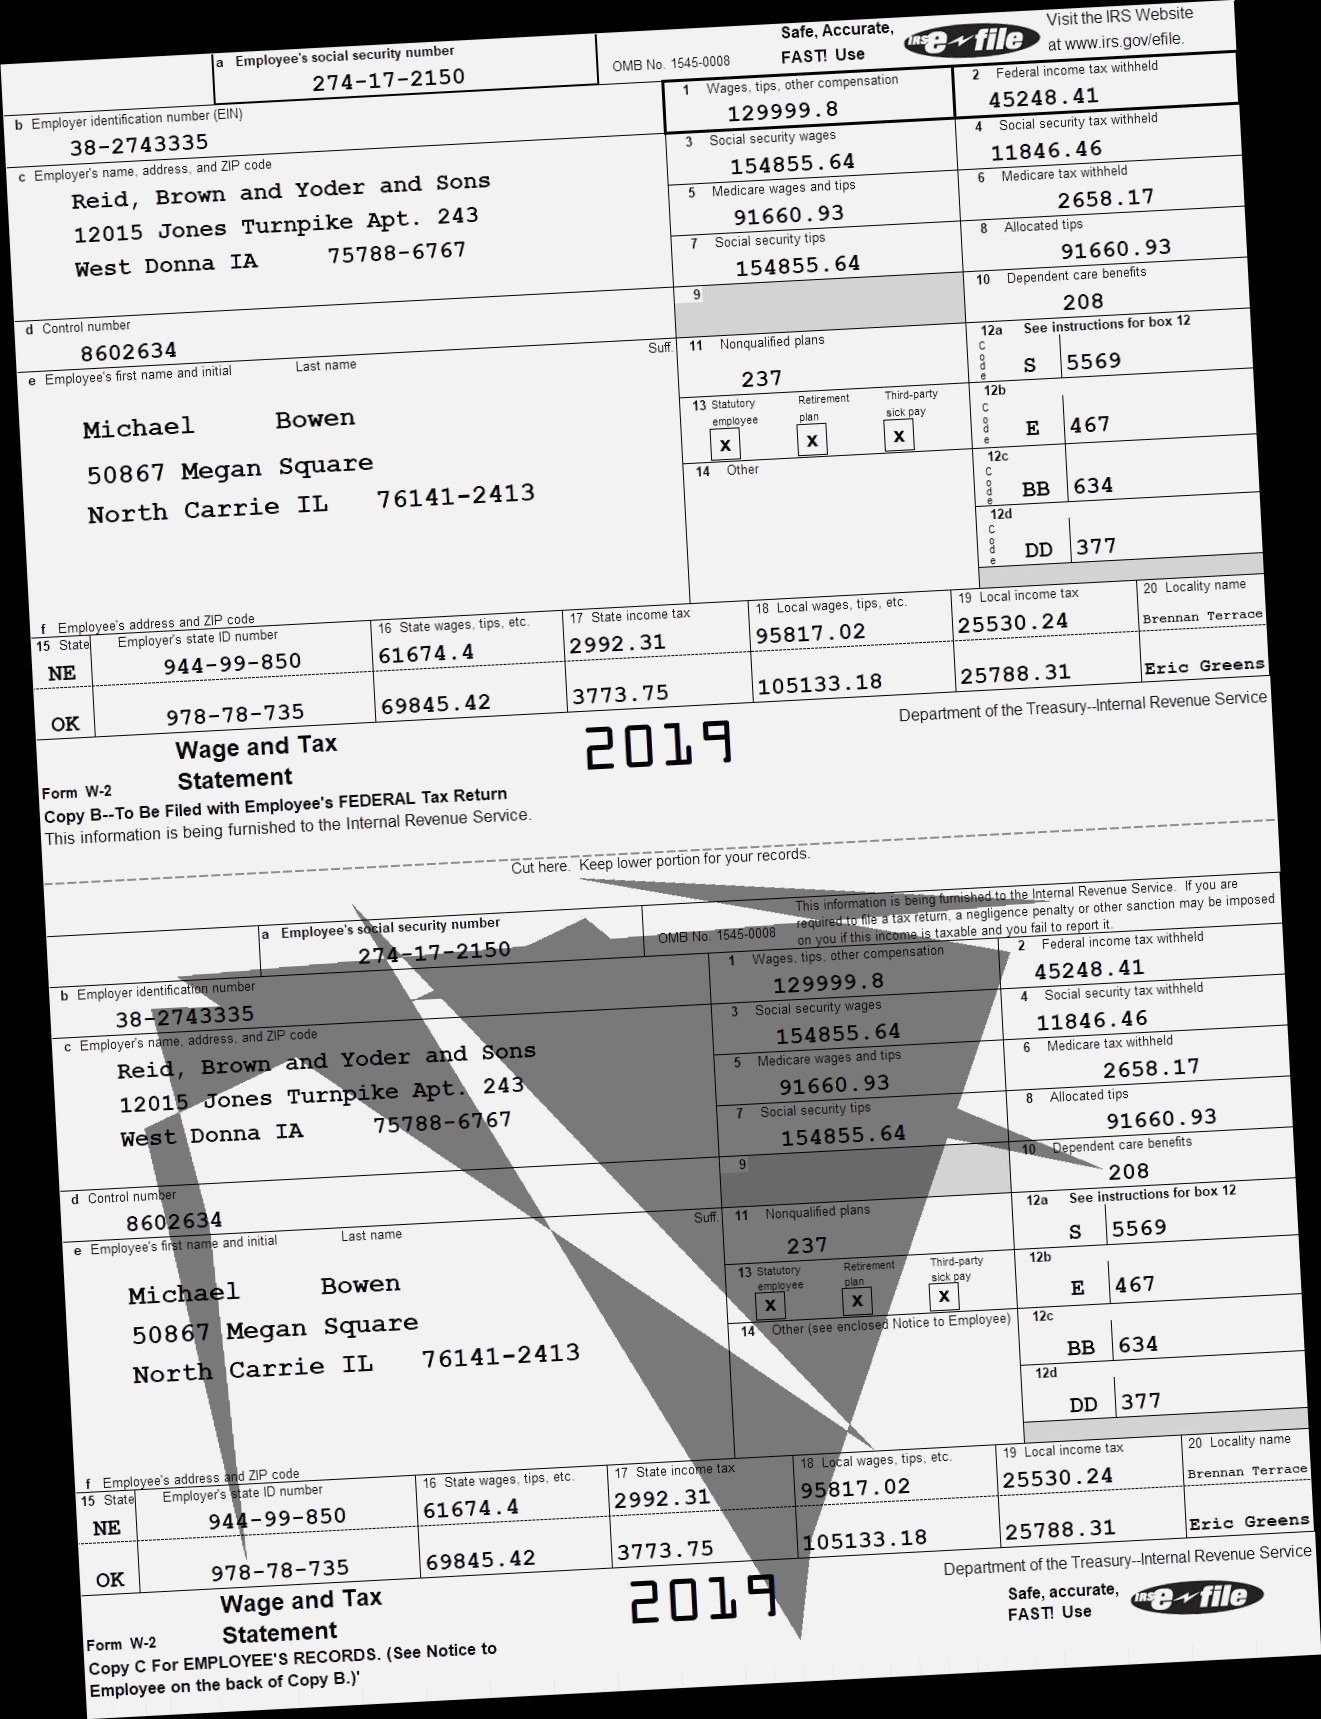 a Employee's social security number
274-17-2150
OMB No. 1545-0008
Safe, Accurate,
FAST! Use
IRS e-file
Visit the IRS Website
at www.irs.gov/efile.
b Employer identification number (EIN)
38-2743335
1 Wages, tips, other compensation
129999.8
2 Federal income tax withheld
45248.41
c Employer's name, address, and ZIP code
Reid, Brown and Yoder and Sons
12015 Jones Turnpike Apt. 243
West Donna IA 75788-6767
3 Social security wages
154855.64
4 Social security tax withheld
11846.46
5 Medicare wages and tips
91660.93
6 Medicare tax withheld
2658.17
7 Social security tips
154855.64
8 Allocated tips
91660.93
d Control number
8602634
9
10 Dependent care benefits
208
e Employee's first name and initial Last name Suff.
Michael Bowen
50867 Megan Square
North Carrie IL 76141-2413
11 Nonqualified plans
237
12a See instructions for box 12
Code S 5569
13 Statutory employee Retirement plan Third-party sick pay
x x x
12b
Code E 467
14 Other
12c
Code BB 634
12d
Code DD 377
f Employee's address and ZIP code
15 State Employer's state ID number 16 State wages, tips, etc. 17 State income tax 18 Local wages, tips, etc. 19 Local income tax 20 Locality name
NE 944-99-850 61674.4 2992.31 95817.02 25530.24 Brennan Terrace
OK 978-78-735 69845.42 3773.75 105133.18 25788.31 Eric Greens
Form W-2 Wage and Tax
Statement
2019
Department of the Treasury--Internal Revenue Service
Copy B--To Be Filed with Employee's FEDERAL Tax Return
This information is being furnished to the Internal Revenue Service.
Cut here. Keep lower portion for your records.
a Employee's social security number
274-17-2150
OMB No. 1545-0008
This information is being furnished to the Internal Revenue Service. If you are
required to file a tax return, a negligence penalty or other sanction may be imposed
on you if this income is taxable and you fail to report it.
b Employer identification number
38-2743335
1 Wages, tips, other compensation
129999.8
2 Federal income tax withheld
45248.41
c Employer's name, address, and ZIP code
Reid, Brown and Yoder and Sons
12015 Jones Turnpike Apt. 243
West Donna IA 75788-6767
3 Social security wages
154855.64
4 Social security tax withheld
11846.46
5 Medicare wages and tips
91660.93
6 Medicare tax withheld
2658.17
7 Social security tips
154855.64
8 Allocated tips
91660.93
d Control number
8602634
9
10 Dependent care benefits
208
e Employee's first name and initial Last name Suff.
Michael Bowen
50867 Megan Square
North Carrie IL 76141-2413
11 Nonqualified plans
237
12a See instructions for box 12
S 5569
13 Statutory employee Retirement plan Third-party sick pay
x x x
12b
E 467
14 Other (see enclosed Notice to Employee)
12c
BB 634
12d
DD 377
f Employee's address and ZIP code
15 State Employer's state ID number 16 State wages, tips, etc. 17 State income tax 18 Local wages, tips, etc. 19 Local income tax 20 Locality name
NE 944-99-850 61674.4 2992.31 95817.02 25530.24 Brennan Terrace
OK 978-78-735 69845.42 3773.75 105133.18 25788.31 Eric Greens
Form W-2 Wage and Tax
Statement
2019
Department of the Treasury--Internal Revenue Service
Safe, accurate,
FAST! Use
IRS e-file
Copy C For EMPLOYEE'S RECORDS. (See Notice to
Employee on the back of Copy B.)'